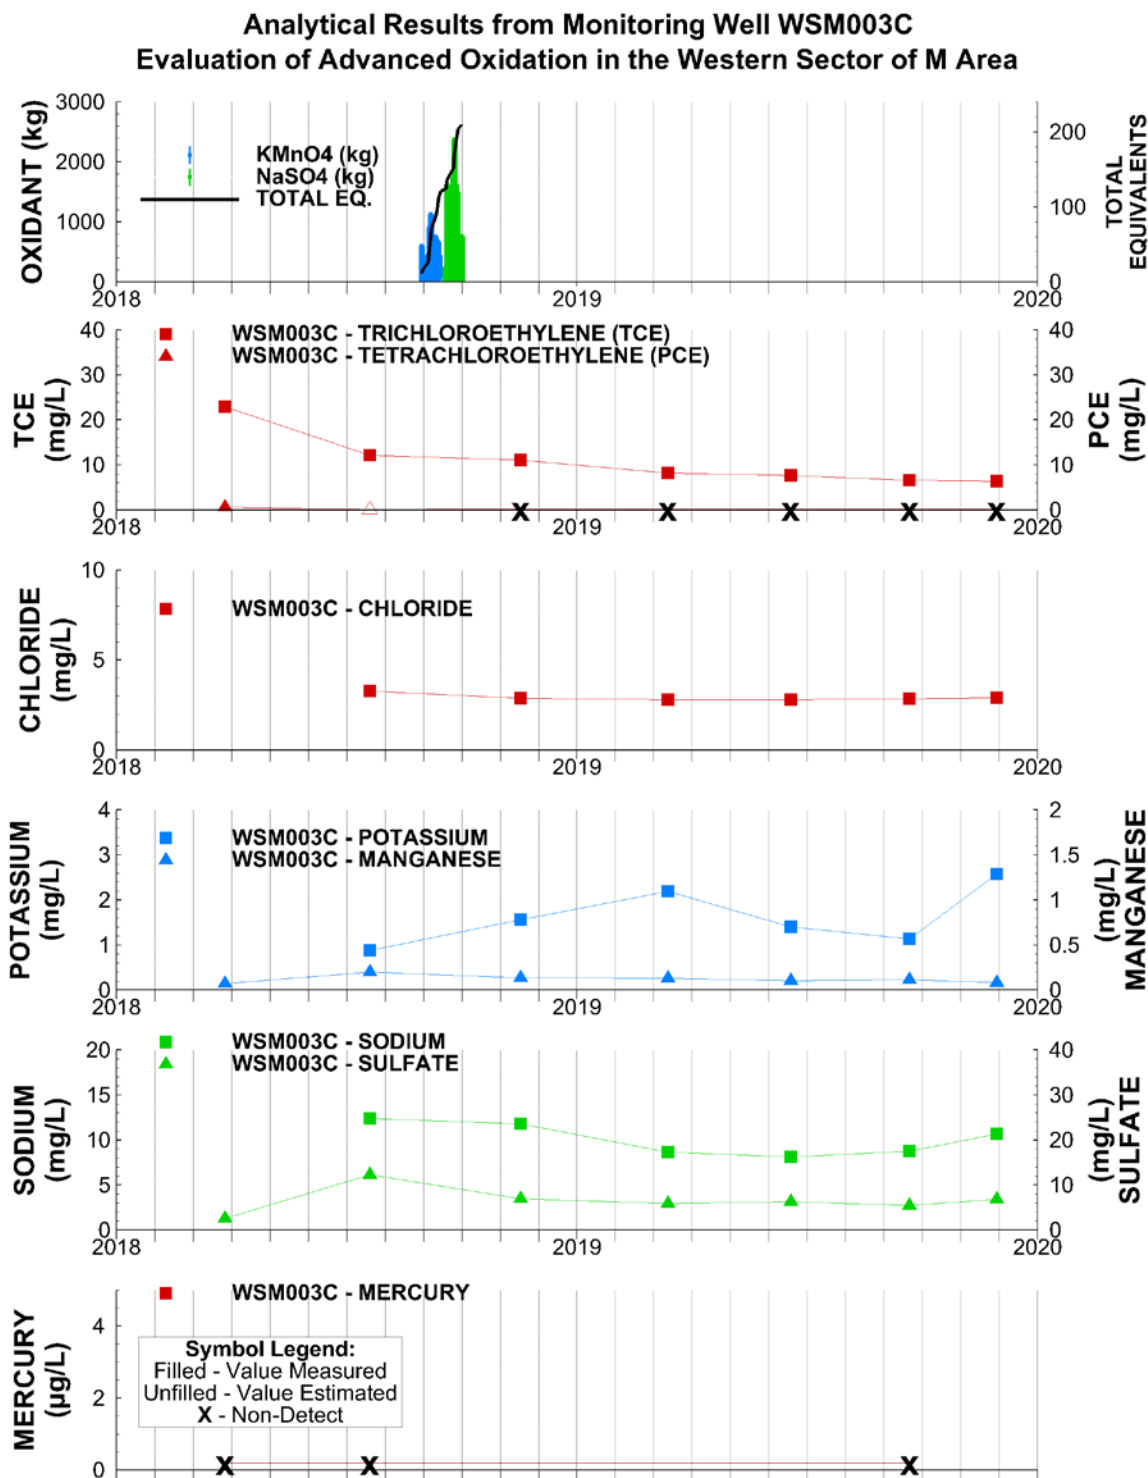 Analytical Results from Monitoring Well WSM003C
Evaluation of Advanced Oxidation in the Western Sector of M Area
OXIDANT (kg)
3000
2000
1000
0
KMnO4 (kg)
NaSO4 (kg)
TOTAL EQ.
200
100
0
TOTAL
EQUIVALENTS
2018
2019
2020
TCE
(mg/L)
40
30
20
10
0
WSM003C - TRICHLOROETHYLENE (TCE)
WSM003C - TETRACHLOROETHYLENE (PCE)
40
30
20
10
0
PCE
(mg/L)
X X X X X
2018
2019
2020
CHLORIDE
(mg/L)
10
5
0
WSM003C - CHLORIDE
2018
2019
2020
POTASSIUM
(mg/L)
4
3
2
1
0
WSM003C - POTASSIUM
WSM003C - MANGANESE
2
1.5
1
0.5
0
(mg/L)
MANGANESE
2018
2019
2020
SODIUM
(mg/L)
20
15
10
5
0
WSM003C - SODIUM
WSM003C - SULFATE
40
30
20
10
0
(mg/L)
SULFATE
2018
2019
2020
MERCURY
(µg/L)
4
2
0
WSM003C - MERCURY
Symbol Legend:
Filled - Value Measured
Unfilled - Value Estimated
X - Non-Detect
X X X